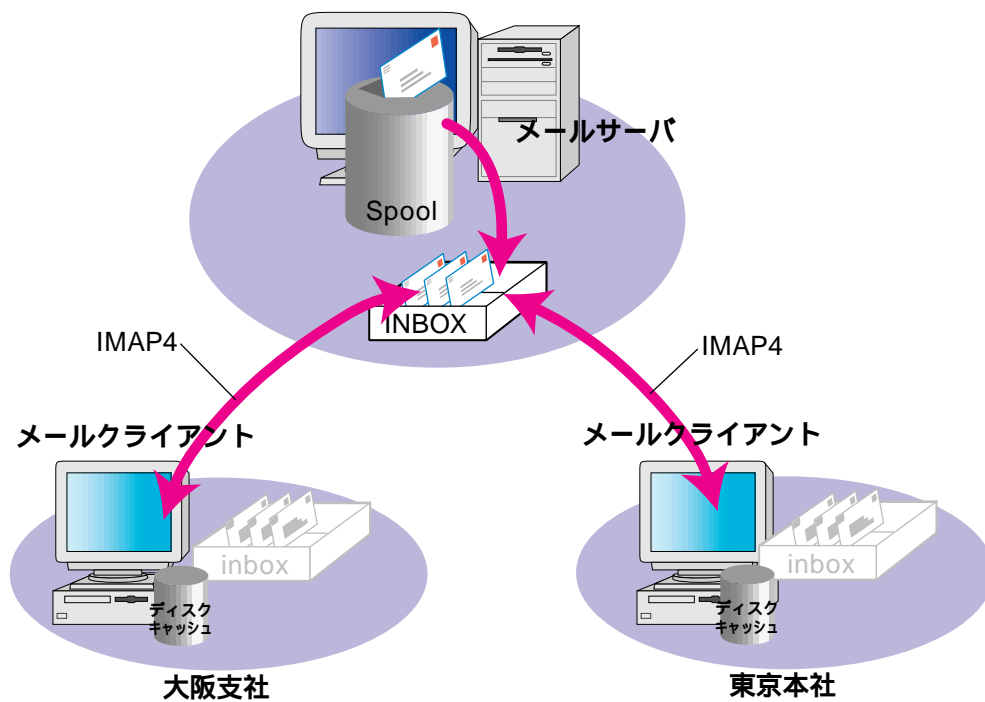 メールサーバ
Spool
INBOX
IMAP4
IMAP4
メールクライアント
メールクライアント
inbox
inbox
ディスク
キャッシュ
ディスク
キャッシュ
大阪支社
東京本社